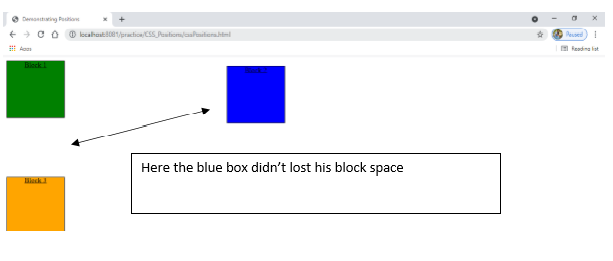 Demonstrating Positions
localhost:8081/practice/CSS_Positions/cssPositions.html
Paused
Apps
Reading list
Block 1
Here the blue box didn't lost his block space
Block 3